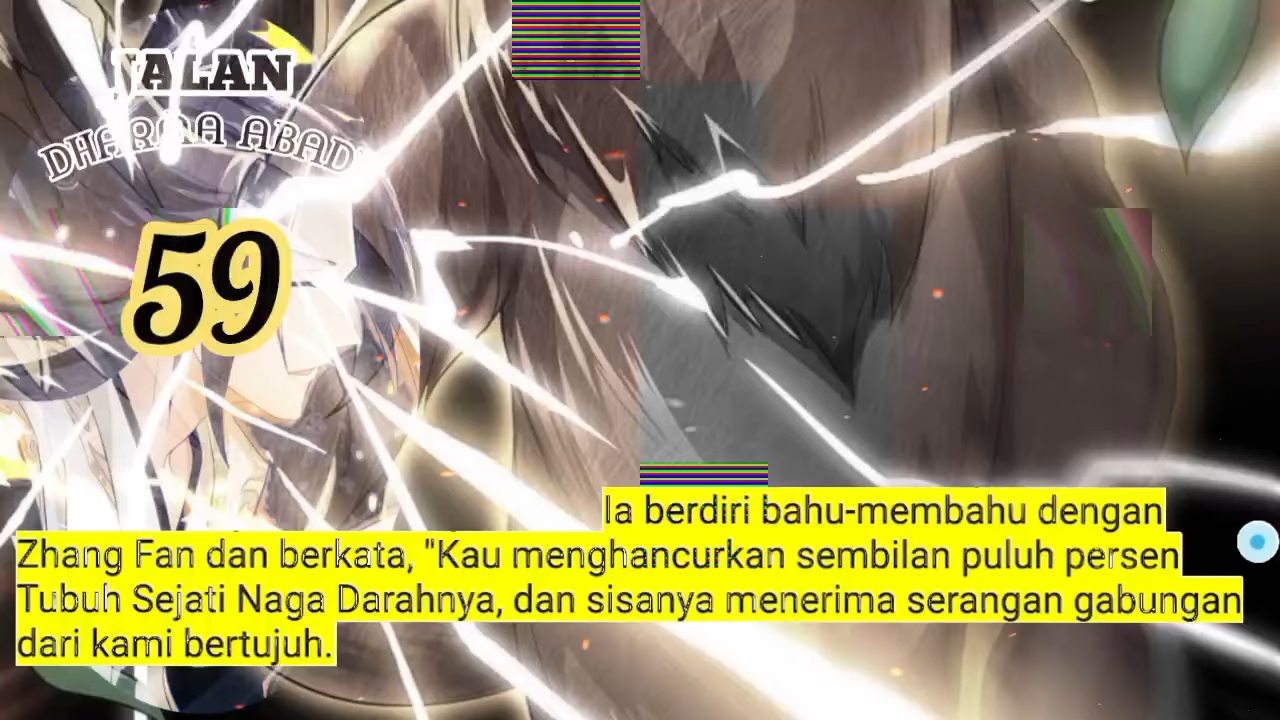 JALAN
DHARMA ABADI
59
Ia berdiri bahu-membahu dengan
Zhang Fan dan berkata, "Kau menghancurkan sembilan puluh persen
Tubuh Sejati Naga Darahnya, dan sisanya menerima serangan gabungan
dari kami bertujuh.